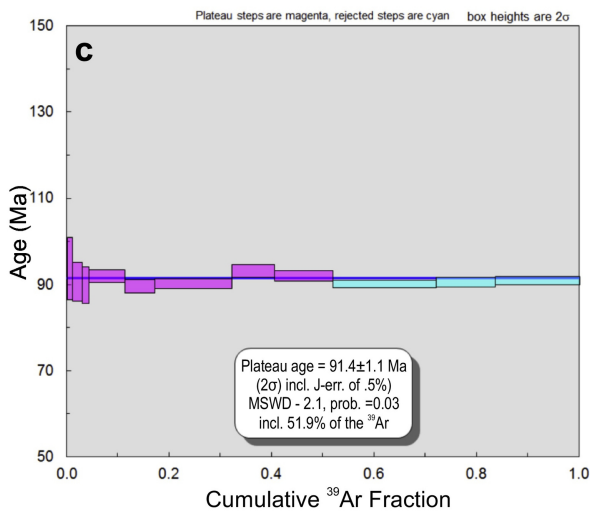 Plateau steps are magenta, rejected steps are cyan box heights are 2σ
c
150
130
110
90
70
50
Age (Ma)
Plateau age = 91.4±1.1 Ma
(2σ) incl. J-err. of .5%)
MSWD - 2.1, prob. =0.03
incl. 51.9% of the ³⁹Ar
0.0 0.2 0.4 0.6 0.8 1.0
Cumulative ³⁹Ar Fraction